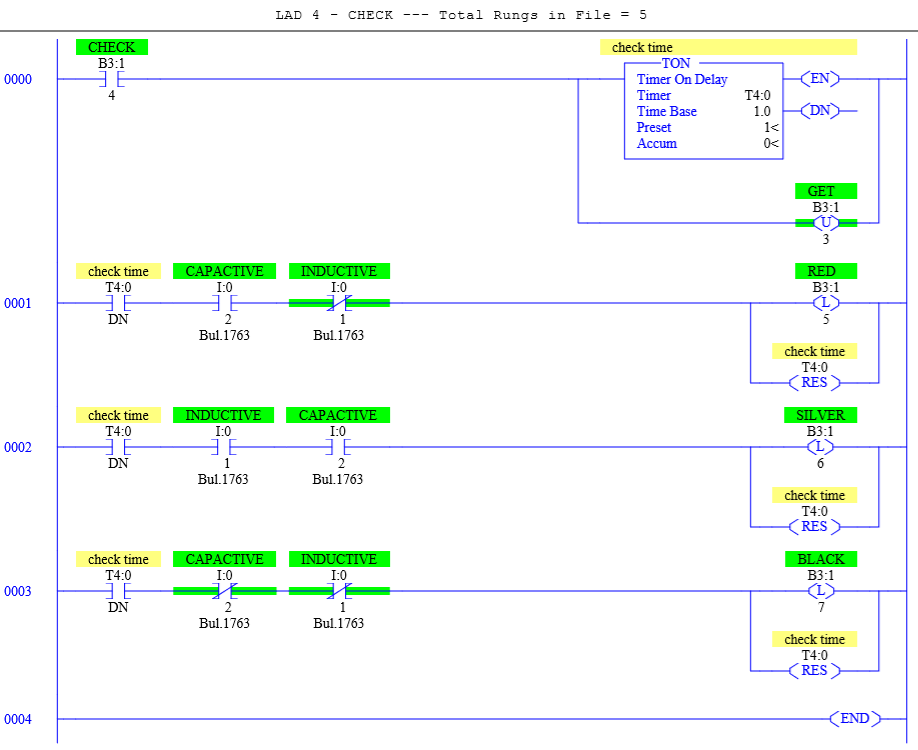 LAD 4 - CHECK --- Total Rungs in File = 5
CHECK
B3:1
4
0000
check time
TON
Timer On Delay
Timer T4:0
Time Base 1.0
Preset 1<
Accum 0<
EN
DN
GET
B3:1
U
3
0001
check time
T4:0
DN
CAPACTIVE
I:0
2
Bul.1763
INDUCTIVE
I:0
1
Bul.1763
RED
B3:1
L
5
check time
T4:0
RES
0002
check time
T4:0
DN
INDUCTIVE
I:0
1
Bul.1763
CAPACTIVE
I:0
2
Bul.1763
SILVER
B3:1
L
6
check time
T4:0
RES
0003
check time
T4:0
DN
CAPACTIVE
I:0
2
Bul.1763
INDUCTIVE
I:0
1
Bul.1763
BLACK
B3:1
L
7
check time
T4:0
RES
0004
END